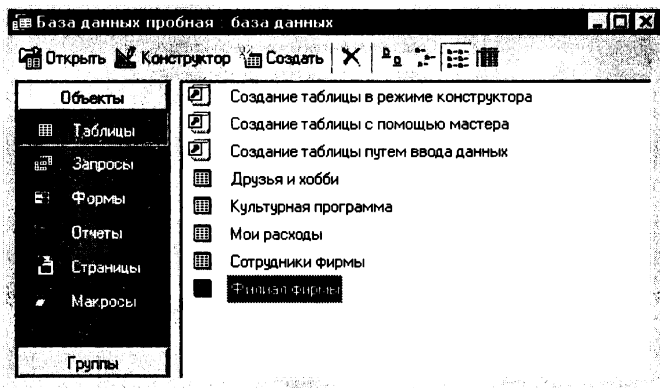 База данных пробная : база данных
Открыть Конструктор Создать
Объекты
Таблицы
Запросы
Формы
Отчеты
Страницы
Макросы
Группы
Создание таблицы в режиме конструктора
Создание таблицы с помощью мастера
Создание таблицы путем ввода данных
Друзья и хобби
Культурная программа
Мои расходы
Сотрудники фирмы
Филиал фирмы